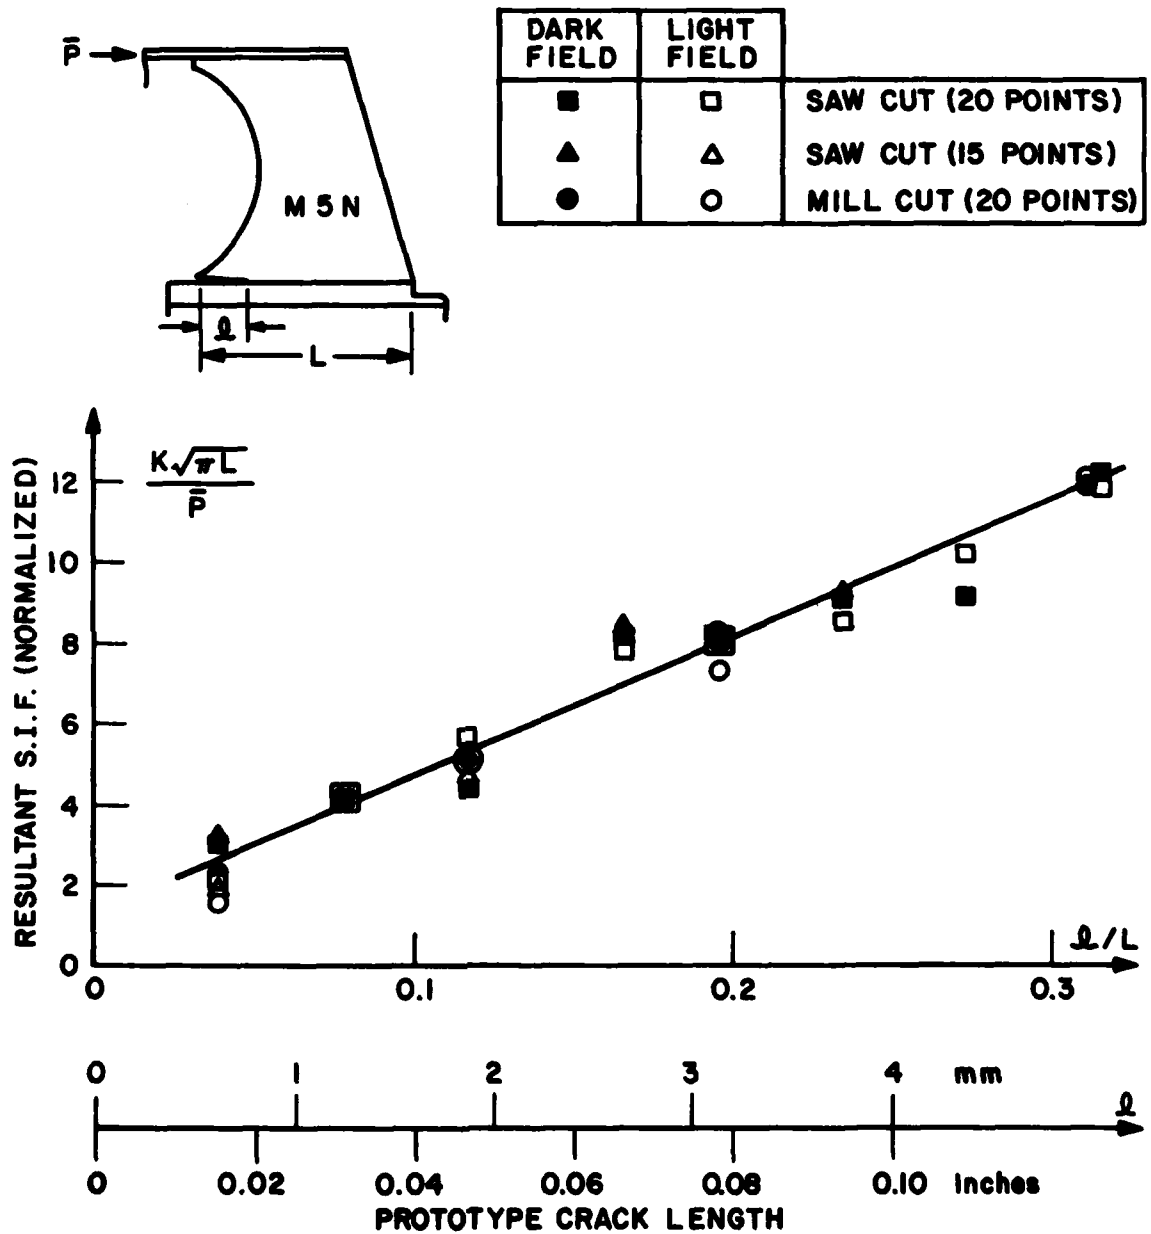 P̄
M 5 N
ℓ
L
DARK FIELD LIGHT FIELD
SAW CUT (20 POINTS)
SAW CUT (15 POINTS)
MILL CUT (20 POINTS)
RESULTANT S.I.F. (NORMALIZED)
K√πL
P̄
12
10
8
6
4
2
0
ℓ/L
0 0.1 0.2 0.3
0 1 2 3 4 mm
ℓ
0 0.02 0.04 0.06 0.08 0.10 inches
PROTOTYPE CRACK LENGTH